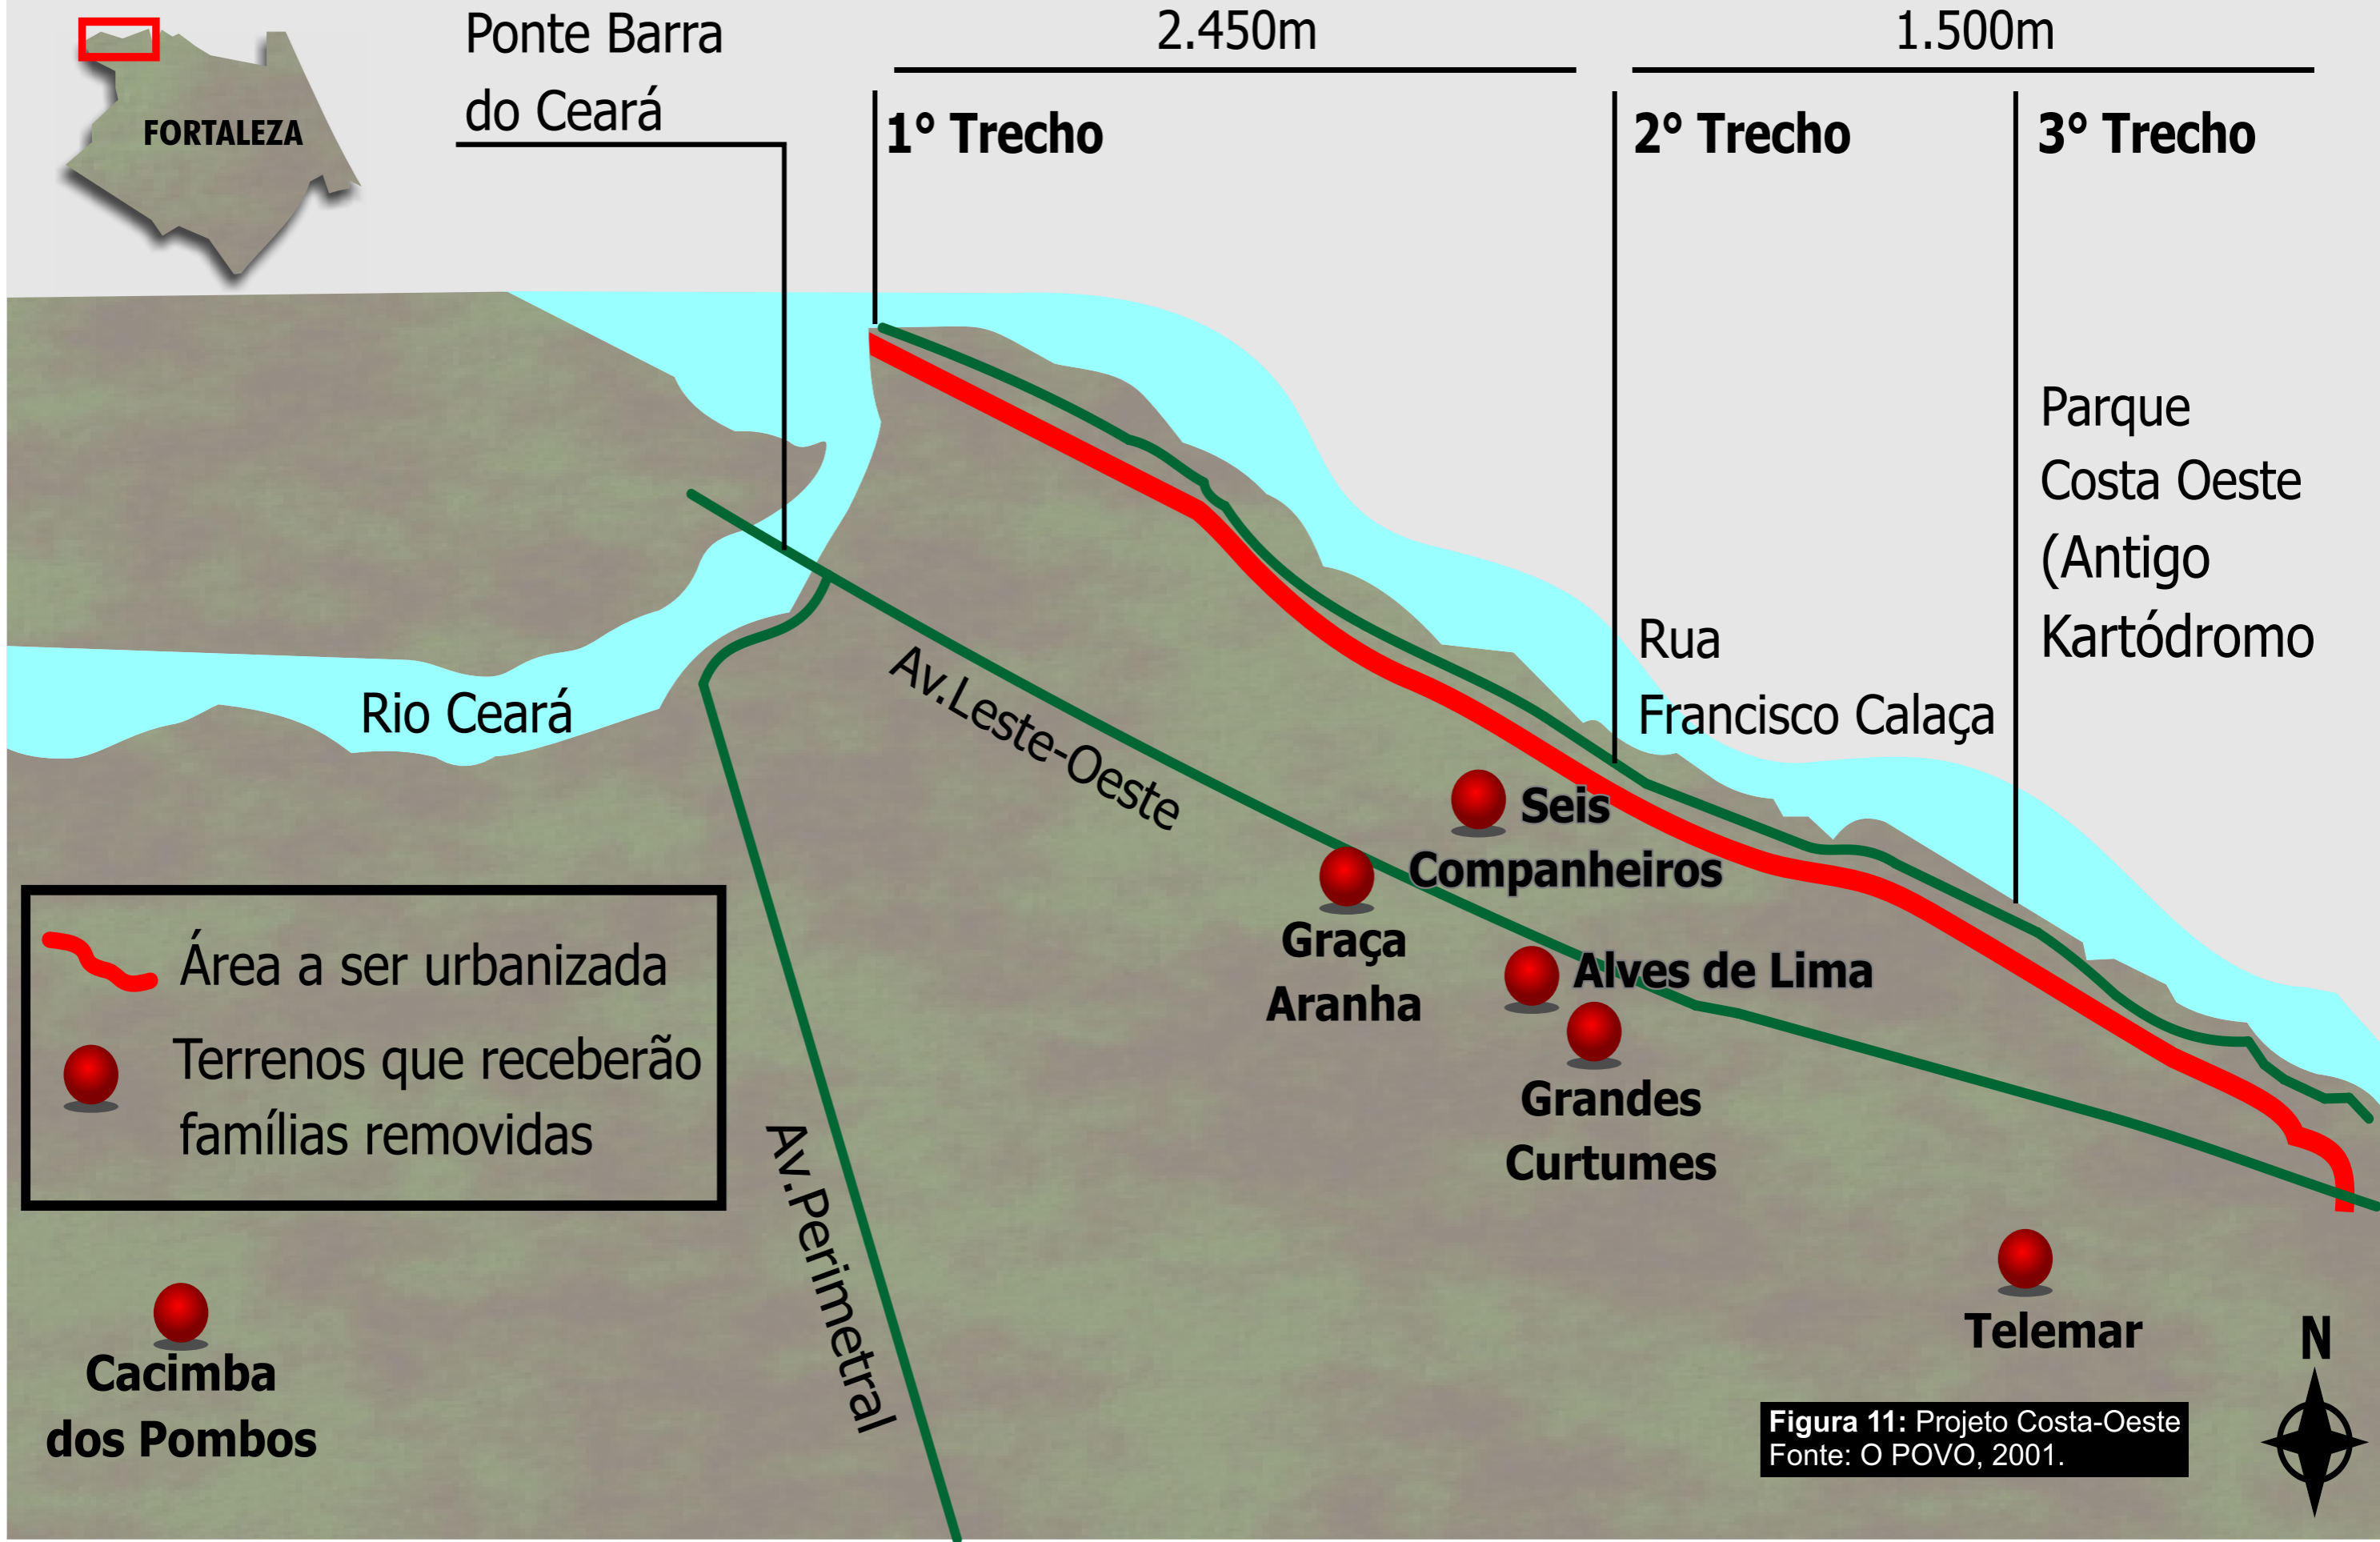 FORTALEZA
Ponte Barra
do Ceará
2.450m
1.500m
1° Trecho
2° Trecho
3° Trecho
Parque
Costa Oeste
(Antigo
Kartódromo
Rua
Francisco Calaça
Rio Ceará
Av.Leste-Oeste
Seis
Companheiros
Graça
Aranha
Alves de Lima
Grandes
Curtumes
Área a ser urbanizada
Terrenos que receberão
famílias removidas
Av.Perimetral
Cacimba
dos Pombos
Telemar
N
Figura 11: Projeto Costa-Oeste
Fonte: O POVO, 2001.